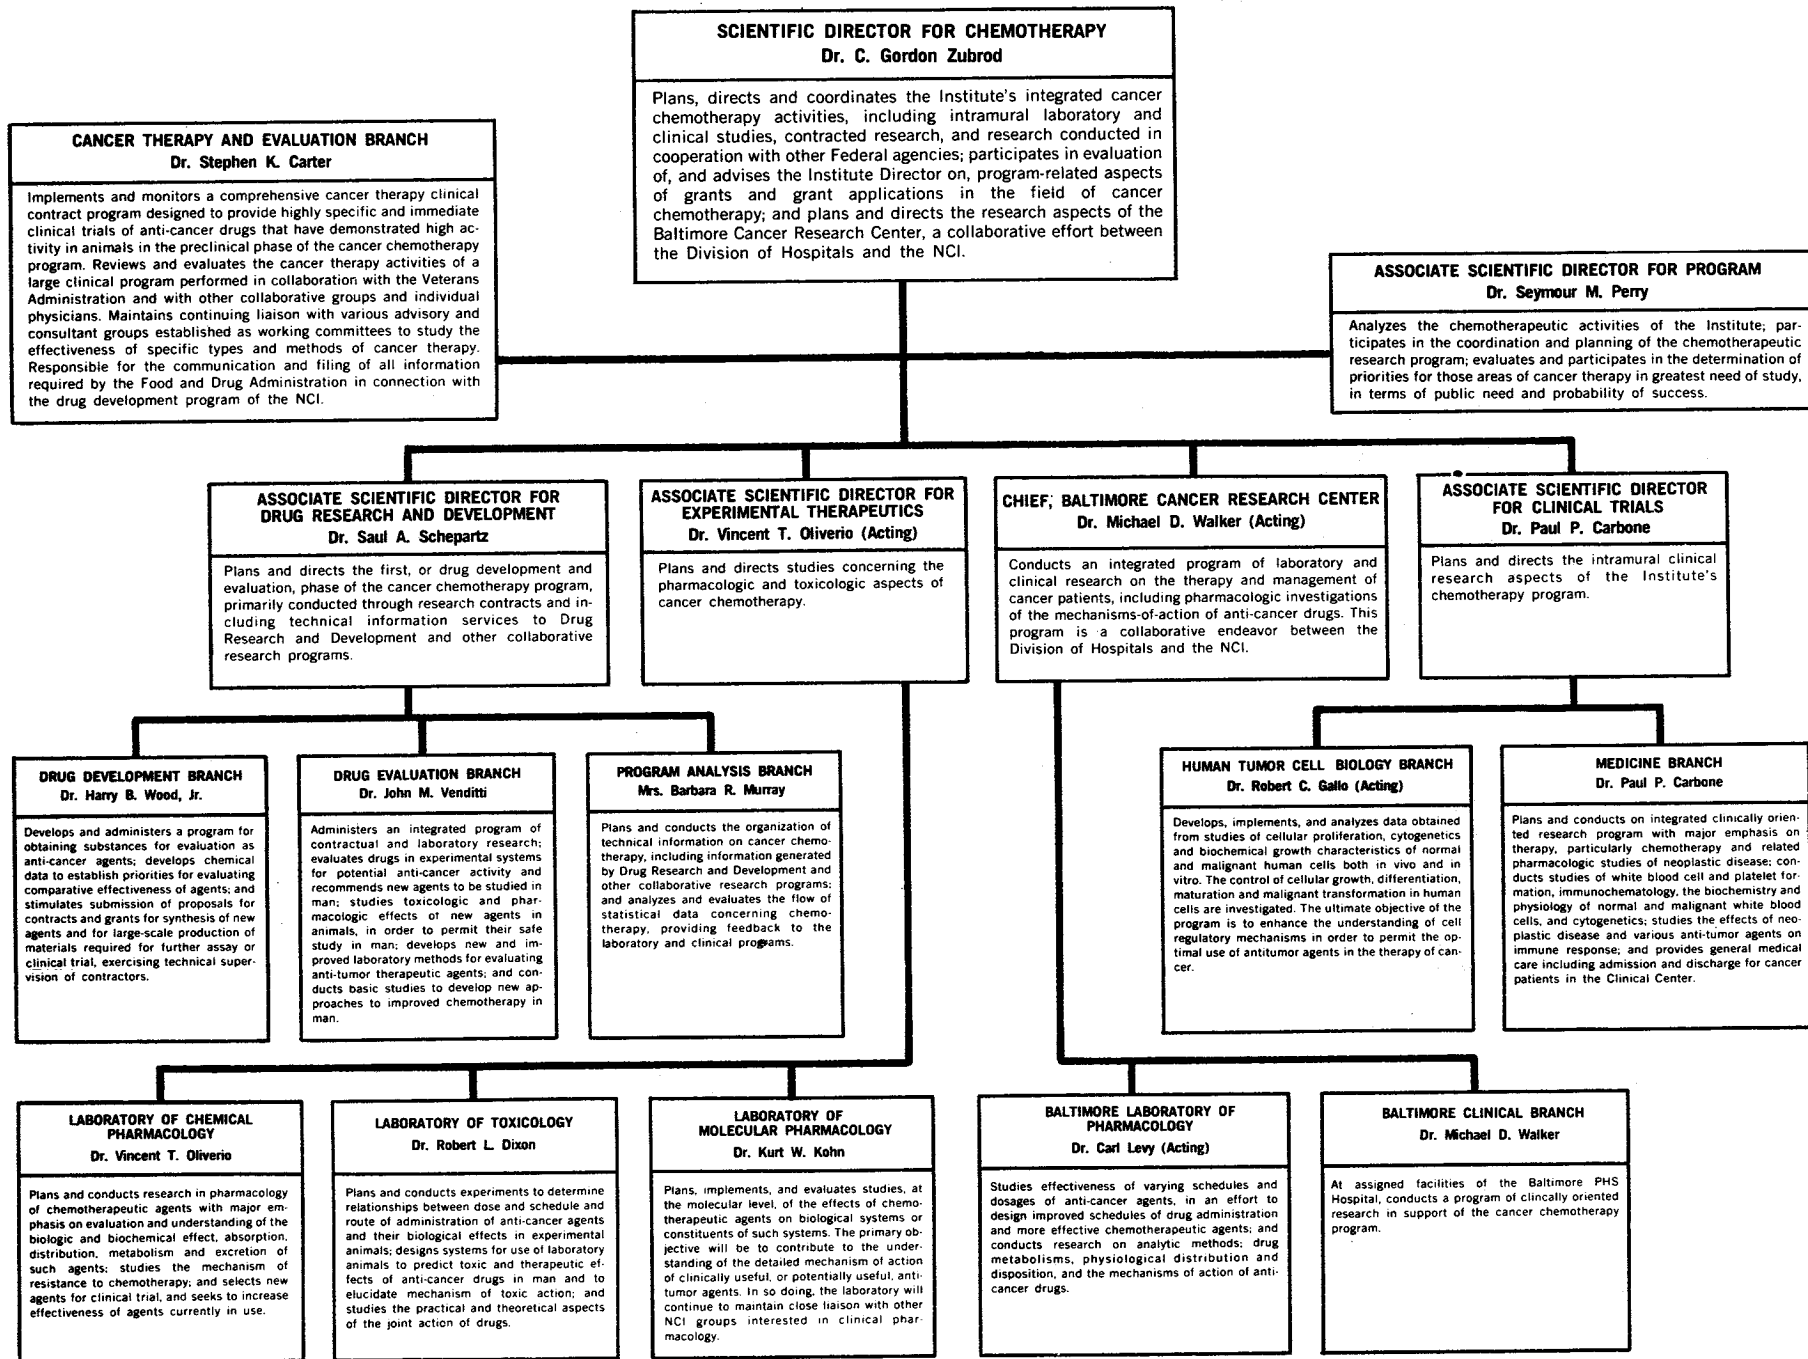 SCIENTIFIC DIRECTOR FOR CHEMOTHERAPY
Dr. C. Gordon Zubrod
Plans, directs and coordinates the Institute's integrated cancer
chemotherapy activities, including intramural laboratory and
clinical studies, contracted research, and research conducted in
cooperation with other Federal agencies; participates in evaluation
of, and advises the Institute Director on, program-related aspects
of grants and grant applications in the field of cancer
chemotherapy; and plans and directs the research aspects of the
Baltimore Cancer Research Center, a collaborative effort between
the Division of Hospitals and the NCI.
CANCER THERAPY AND EVALUATION BRANCH
Dr. Stephen K. Carter
Implements and monitors a comprehensive cancer therapy clinical
contract program designed to provide highly specific and immediate
clinical trials of anti-cancer drugs that have demonstrated high ac-
tivity in animals in the preclinical phase of the cancer chemotherapy
program. Reviews and evaluates the cancer therapy activities of a
large clinical program performed in collaboration with the Veterans
Administration and with other collaborative groups and individual
physicians. Maintains continuing liaison with various advisory and
consultant groups established as working committees to study the
effectiveness of specific types and methods of cancer therapy.
Responsible for the communication and filing of all information
required by the Food and Drug Administration in connection with
the drug development program of the NCI.
ASSOCIATE SCIENTIFIC DIRECTOR FOR PROGRAM
Dr. Seymour M. Perry
Analyzes the chemotherapeutic activities of the Institute; par-
ticipates in the coordination and planning of the chemotherapeutic
research program; evaluates and participates in the determination of
priorities for those areas of cancer therapy in greatest need of study,
in terms of public need and probability of success.
ASSOCIATE SCIENTIFIC DIRECTOR FOR
DRUG RESEARCH AND DEVELOPMENT
Dr. Saul A. Schepartz
Plans and directs the first, or drug development and
evaluation, phase of the cancer chemotherapy program,
primarily conducted through research contracts and in-
cluding technical information services to Drug
Research and Development and other collaborative
research programs.
ASSOCIATE SCIENTIFIC DIRECTOR FOR
EXPERIMENTAL THERAPEUTICS
Dr. Vincent T. Oliverio (Acting)
Plans and directs studies concerning the
pharmacologic and toxicologic aspects of
cancer chemotherapy.
CHIEF, BALTIMORE CANCER RESEARCH CENTER
Dr. Michael D. Walker (Acting)
Conducts an integrated program of laboratory and
clinical research on the therapy and management of
cancer patients, including pharmacologic investigations
of the mechanisms-of-action of anti-cancer drugs. This
program is a collaborative endeavor between the
Division of Hospitals and the NCI.
ASSOCIATE SCIENTIFIC DIRECTOR
FOR CLINICAL TRIALS
Dr. Paul P. Carbone
Plans and directs the intramural clinical
research aspects of the Institute's
chemotherapy program.
DRUG DEVELOPMENT BRANCH
Dr. Harry B. Wood, Jr.
Develops and administers a program for
obtaining substances for evaluation as
anti-cancer agents; develops chemical
data to establish priorities for evaluating
comparative effectiveness of agents; and
stimulates submission of proposals for
contracts and grants for synthesis of new
agents and for large-scale production of
materials required for further assay or
clinical trial, exercising technical super-
vision of contractors.
DRUG EVALUATION BRANCH
Dr. John M. Venditti
Administers an integrated program of
contractual and laboratory research;
evaluates drugs in experimental systems
for potential anti-cancer activity and
recommends new agents to be studied in
man; studies toxicologic and phar-
macologic effects of new agents in
animals, in order to permit their safe
study in man; develops new and im-
proved laboratory methods for evaluating
anti-tumor therapeutic agents; and con-
ducts basic studies to develop new ap-
proaches to improved chemotherapy in
man.
PROGRAM ANALYSIS BRANCH
Mrs. Barbara R. Murray
Plans and conducts the organization of
technical information on cancer chemo-
therapy, including information generated
by Drug Research and Development and
other collaborative research programs;
and analyzes and evaluates the flow of
statistical data concerning chemo-
therapy, providing feedback to the
laboratory and clinical programs.
HUMAN TUMOR CELL BIOLOGY BRANCH
Dr. Robert C. Gallo (Acting)
Develops, implements, and analyzes data obtained
from studies of cellular proliferation, cytogenetics
and biochemical growth characteristics of normal
and malignant human cells both in vivo and in
vitro. The control of cellular growth, differentiation,
maturation and malignant transformation in human
cells are investigated. The ultimate objective of the
program is to enhance the understanding of cell
regulatory mechanisms in order to permit the op-
timal use of antitumor agents in the therapy of can-
cer.
MEDICINE BRANCH
Dr. Paul P. Carbone
Plans and conducts on integrated clinically orien-
ted research program with major emphasis on
therapy, particularly chemotherapy and related
pharmacologic studies of neoplastic disease; con-
ducts studies of white blood cell and platelet for-
mation, immunochematology, the biochemistry and
physiology of normal and malignant white blood
cells, and cytogenetics; studies the effects of neo-
plastic disease and various anti-tumor agents on
immune response; and provides general medical
care including admission and discharge for cancer
patients in the Clinical Center.
LABORATORY OF CHEMICAL
PHARMACOLOGY
Dr. Vincent T. Oliverio
Plans and conducts research in pharmacology
of chemotherapeutic agents with major em-
phasis on evaluation and understanding of the
biologic and biochemical effect, absorption,
distribution, metabolism and excretion of
such agents; studies the mechanism of
resistance to chemotherapy; and selects new
agents for clinical trial, and seeks to increase
effectiveness of agents currently in use.
LABORATORY OF TOXICOLOGY
Dr. Robert L. Dixon
Plans and conducts experiments to determine
relationships between dose and schedule and
route of administration of anti-cancer agents
and their biological effects in experimental
animals; designs systems for use of laboratory
animals to predict toxic and therapeutic ef-
fects of anti-cancer drugs in man and to
elucidate mechanism of toxic action; and
studies the practical and theoretical aspects
of the joint action of drugs.
LABORATORY OF
MOLECULAR PHARMACOLOGY
Dr. Kurt W. Kohn
Plans, implements, and evaluates studies, at
the molecular level, of the effects of chemo-
therapeutic agents on biological systems or
constituents of such systems. The primary ob-
jective will be to contribute to the under-
standing of the detailed mechanism of action
of clinically useful, or potentially useful, anti-
tumor agents. In so doing, the laboratory will
continue to maintain close liaison with other
NCI groups interested in clinical phar-
macology.
BALTIMORE LABORATORY OF
PHARMACOLOGY
Dr. Carl Levy (Acting)
Studies effectiveness of varying schedules and
dosages of anti-cancer agents, in an effort to
design improved schedules of drug administration
and more effective chemotherapeutic agents; and
conducts research on analytic methods; drug
metabolisms, physiological distribution and
disposition, and the mechanisms of action of anti-
cancer drugs.
BALTIMORE CLINICAL BRANCH
Dr. Michael D. Walker
At assigned facilities of the Baltimore PHS
Hospital, conducts a program of clincally oriented
research in support of the cancer chemotherapy
program.